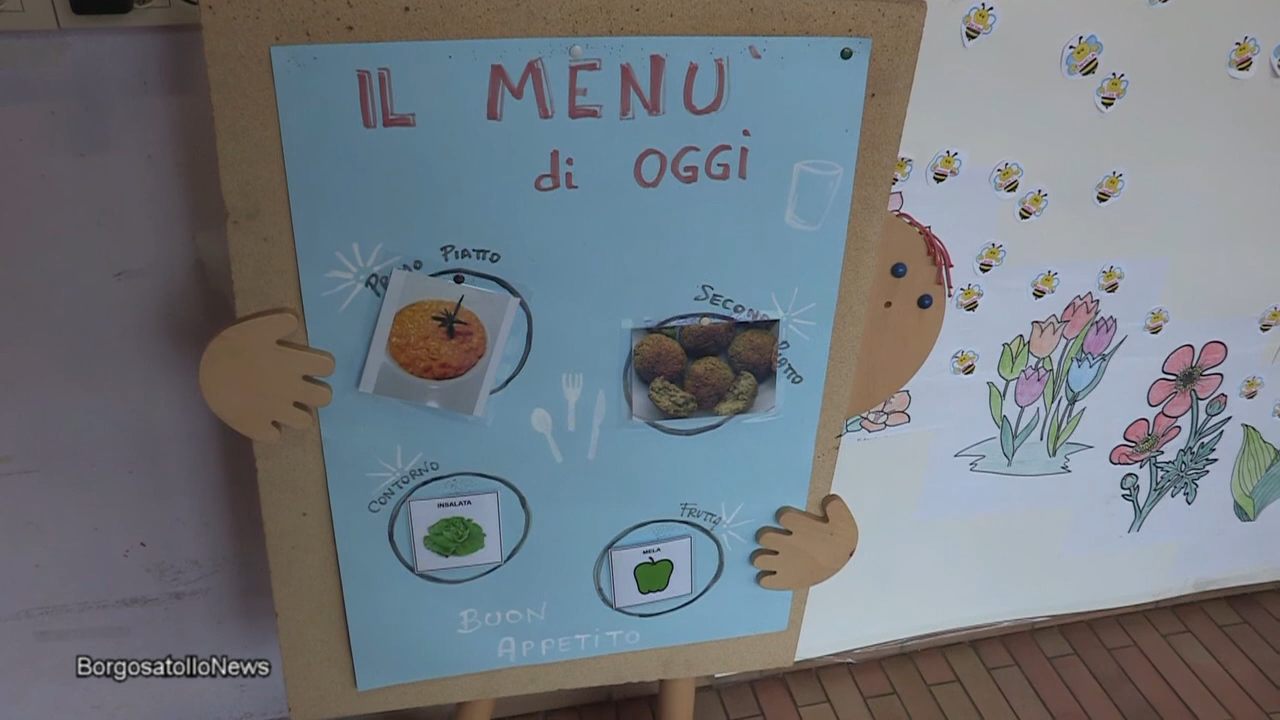 IL MENU'
di OGGi
PRIMO PIATTO
SECONDO PIATTO
CONTORNO
INSALATA
FRUTTA
MELA
BUON
APPETITO
BorgosatolloNews